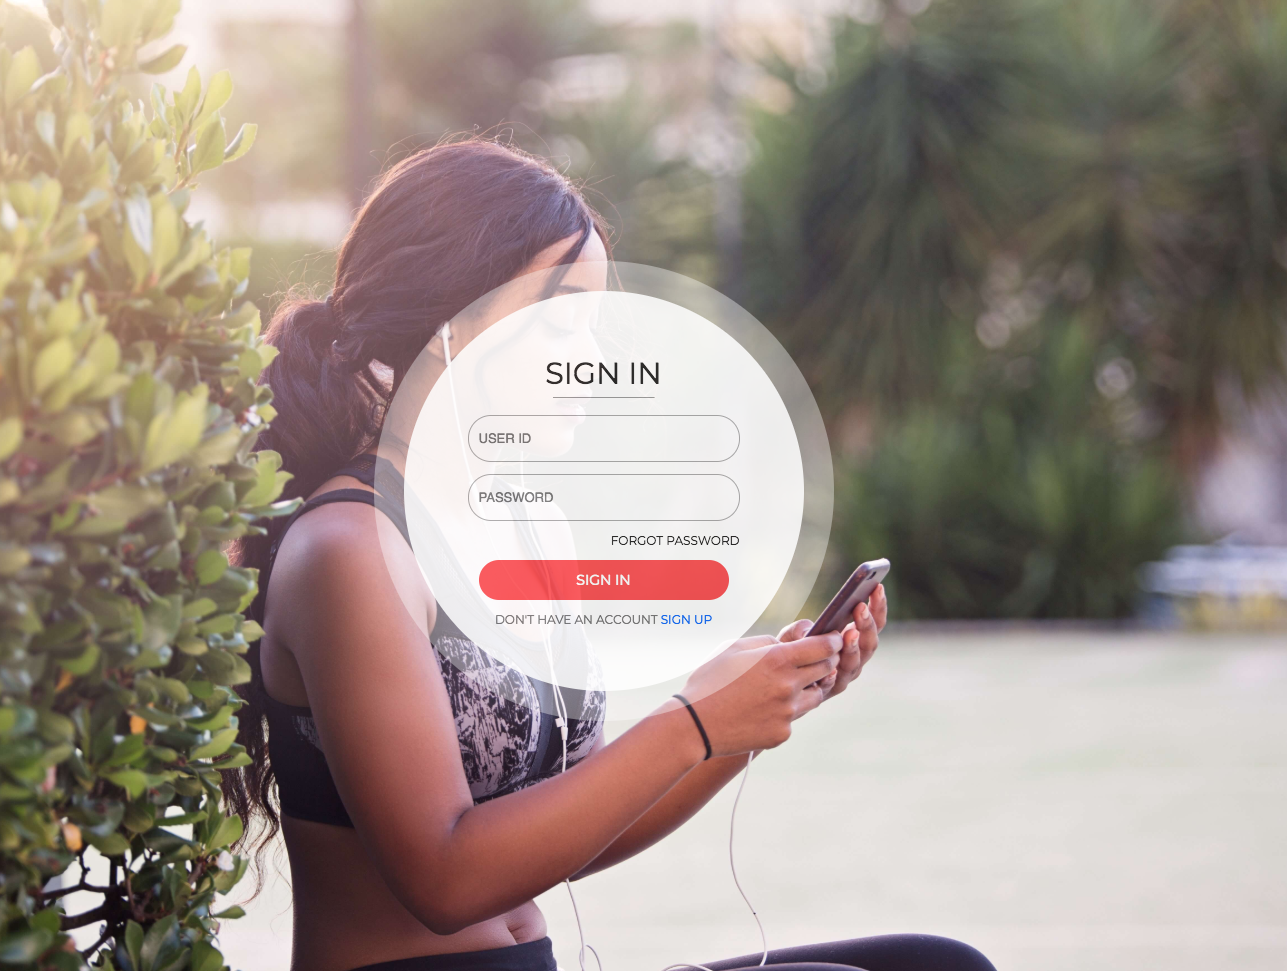 SIGN IN
USER ID
PASSWORD
FORGOT PASSWORD
SIGN IN
DON'T HAVE AN ACCOUNT SIGN UP